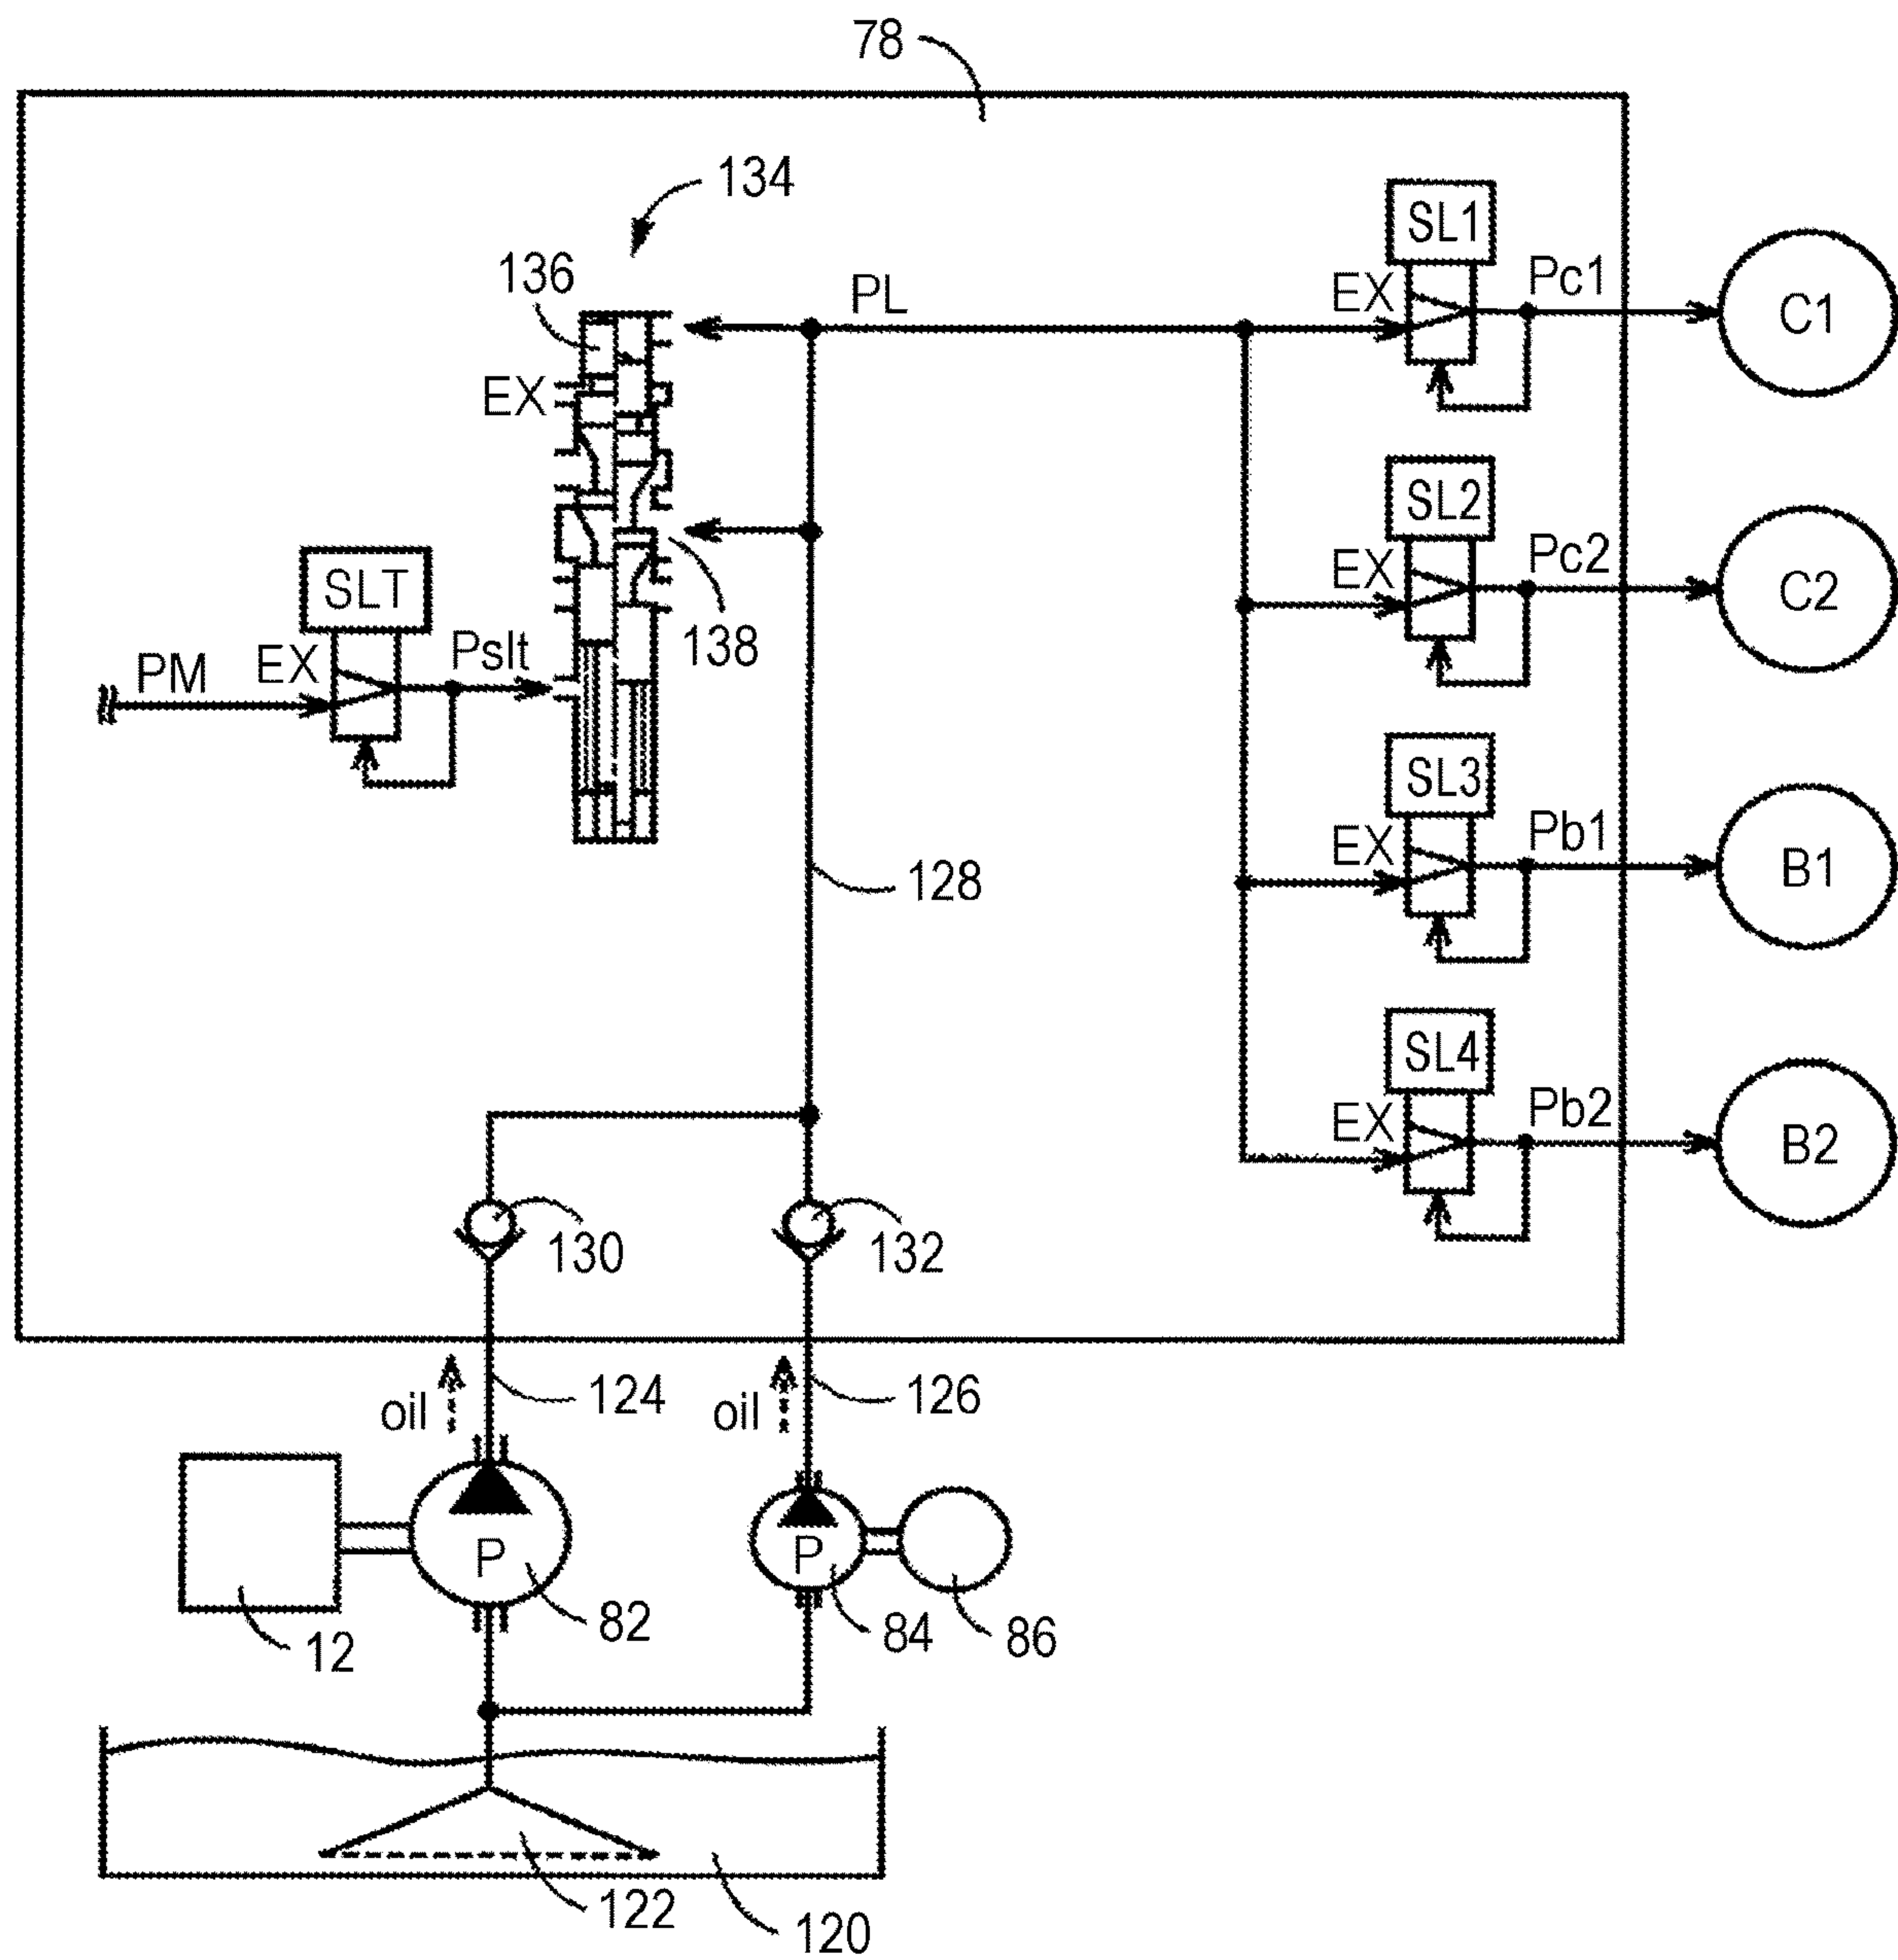 78
134
SL1
136
PL
EX
Pc1
C1
EX
SL2
EX
Pc2
C2
SLT
138
PM
EX
Pslt
SL3
EX
Pb1
B1
128
SL4
EX
Pb2
B2
130
132
oil
124
oil
126
P
P
12
82
84
86
122
120